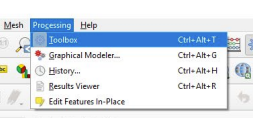 Mesh Processing Help
Toolbox Ctrl+Alt+T
Graphical Modeler... Ctrl+Alt+G
History... Ctrl+Alt+H
Results Viewer Ctrl+Alt+R
Edit Features In-Place